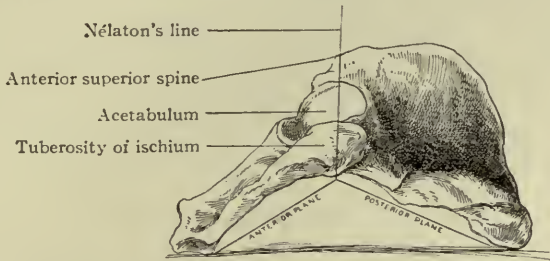 Nélaton's line
Anterior superior spine
Acetabulum
Tuberosity of ischium
ANTERIOR PLANE
POSTERIOR PLANE